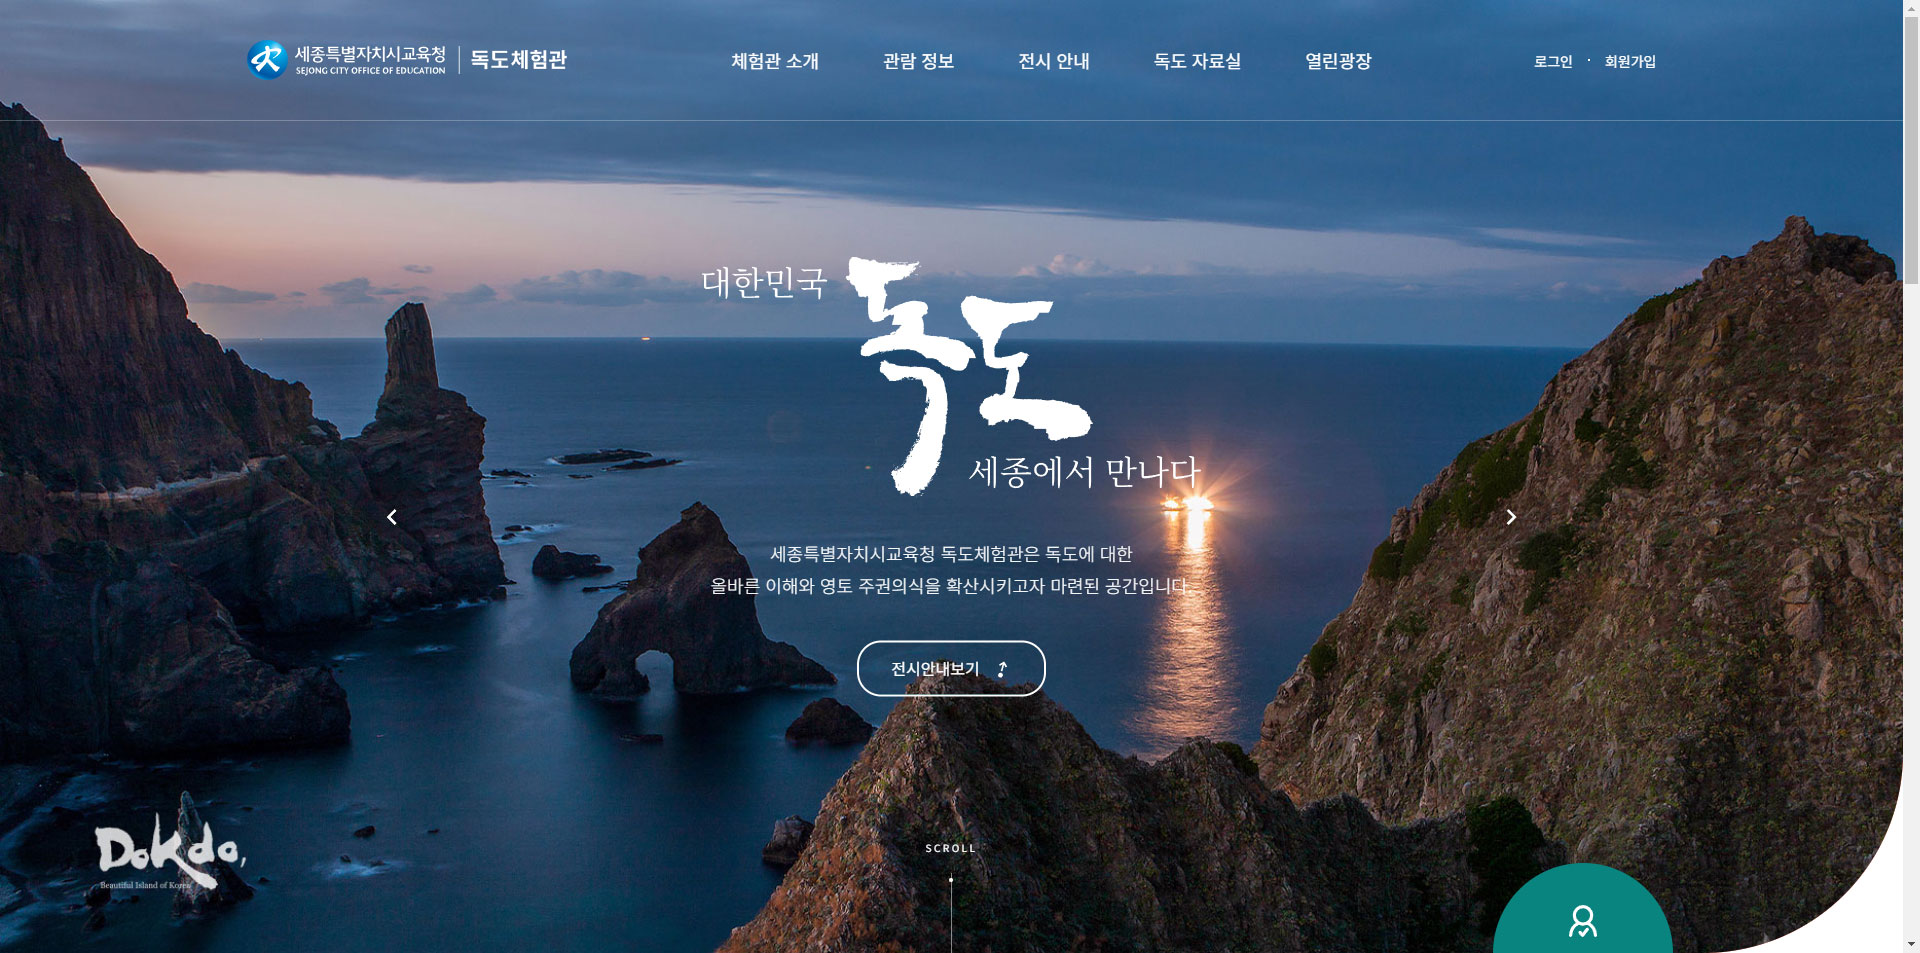 세종특별자치시교육청
SEJONG CITY OFFICE OF EDUCATION
독도체험관
체험관 소개
관람 정보
전시 안내
독도 자료실
열린광장
로그인 · 회원가입
대한민국
독도
세종에서 만나다
세종특별자치시교육청 독도체험관은 독도에 대한
올바른 이해와 영토 주권의식을 확산시키고자 마련된 공간입니다.
전시안내보기
Dokdo,
Beautiful Island of Korea
SCROLL